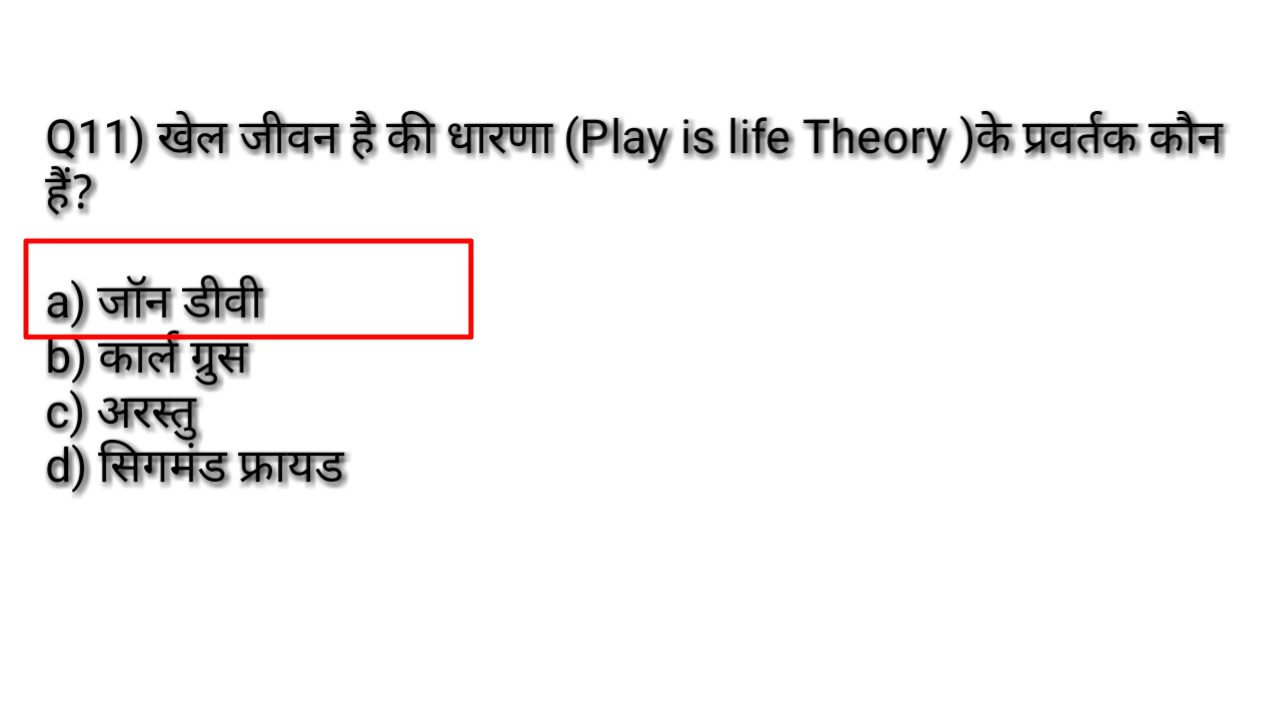 Q11) खेल जीवन है की धारणा (Play is life Theory )के प्रवर्तक कौन
हैं?
a) जॉन डीवी
b) कार्ल ग्रुस
c) अरस्तु
d) सिगमंड फ्रायड